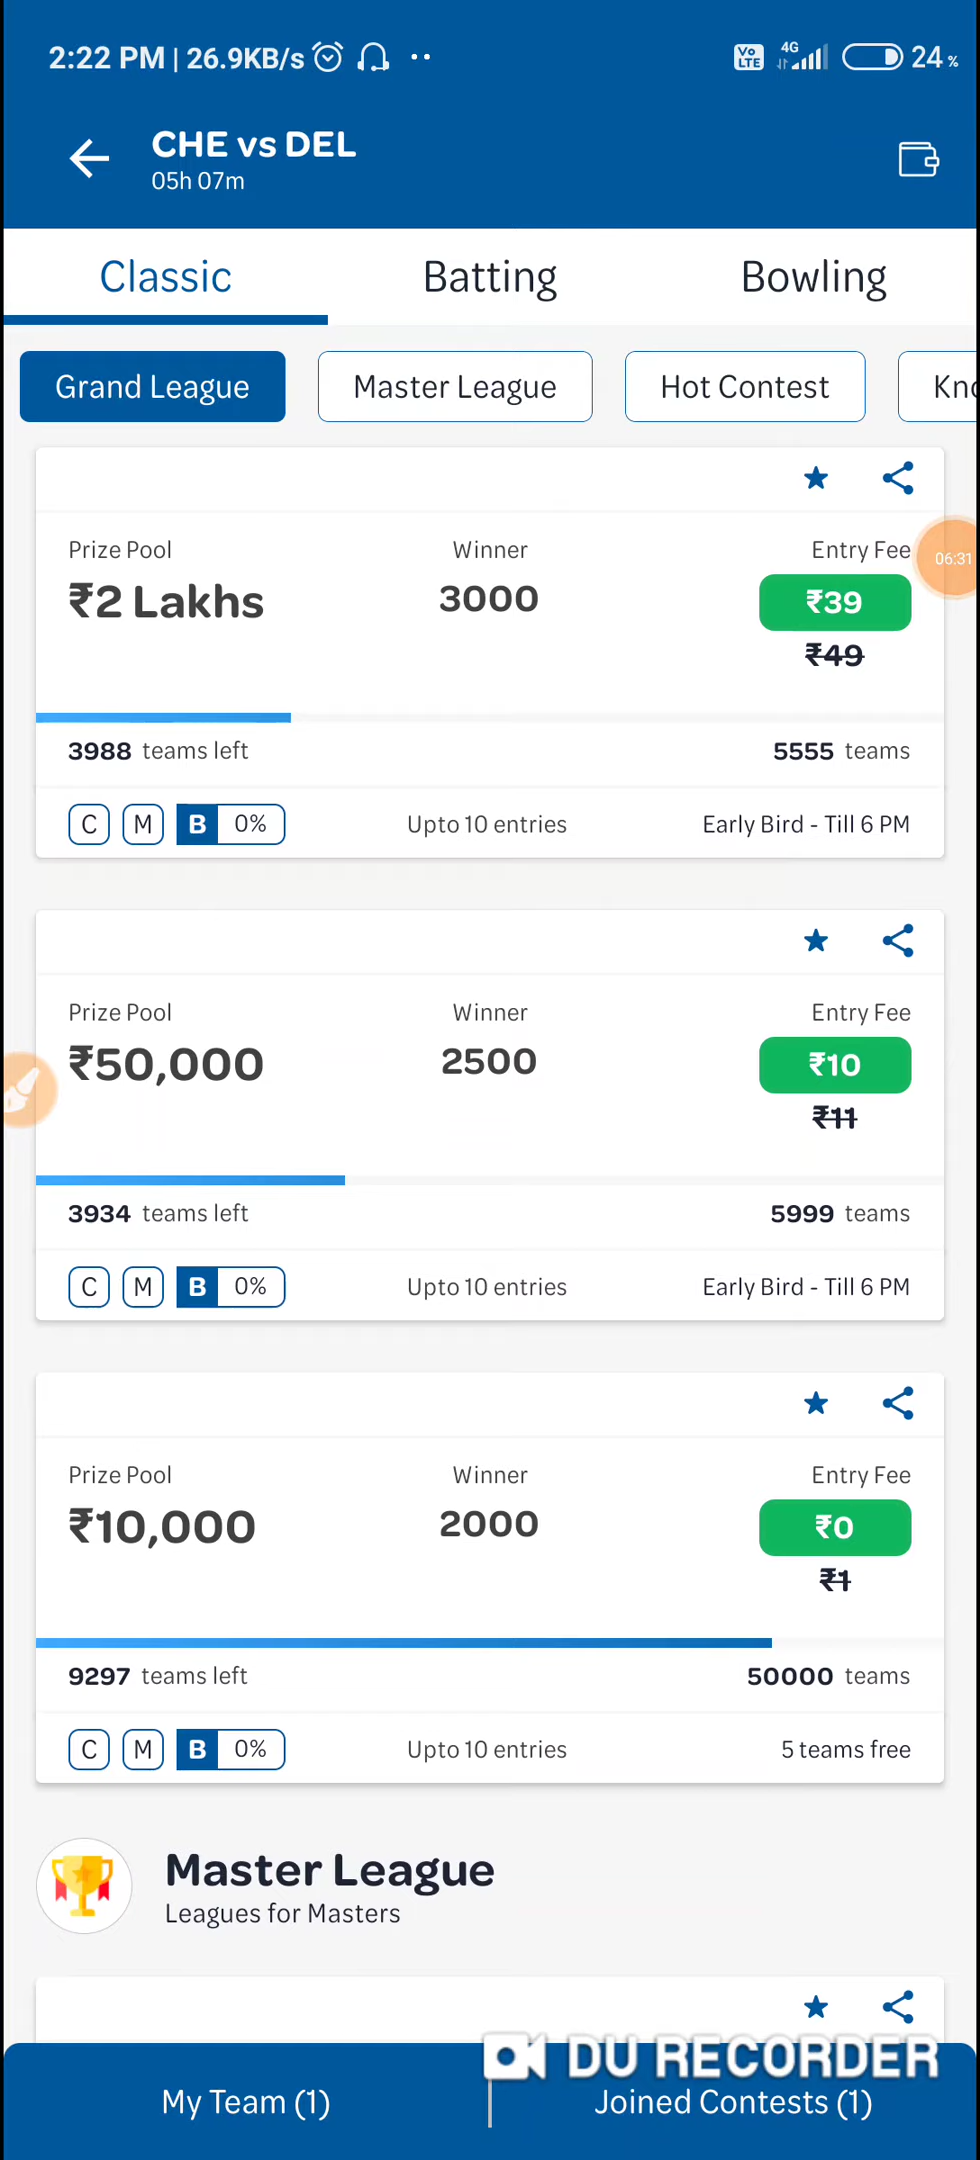 2:22 PM | 26.9KB/s
Vo LTE 4G 24 %
CHE vs DEL
05h 07m
Classic Batting Bowling
Grand League Master League Hot Contest Kno
Prize Pool Winner Entry Fee
06:31
₹2 Lakhs 3000 ₹39
₹49
3988 teams left 5555 teams
C M B 0% Upto 10 entries Early Bird - Till 6 PM
Prize Pool Winner Entry Fee
₹50,000 2500 ₹10
₹11
3934 teams left 5999 teams
C M B 0% Upto 10 entries Early Bird - Till 6 PM
Prize Pool Winner Entry Fee
₹10,000 2000 ₹0
₹1
9297 teams left 50000 teams
C M B 0% Upto 10 entries 5 teams free
Master League
Leagues for Masters
DU RECORDER
My Team (1) Joined Contests (1)